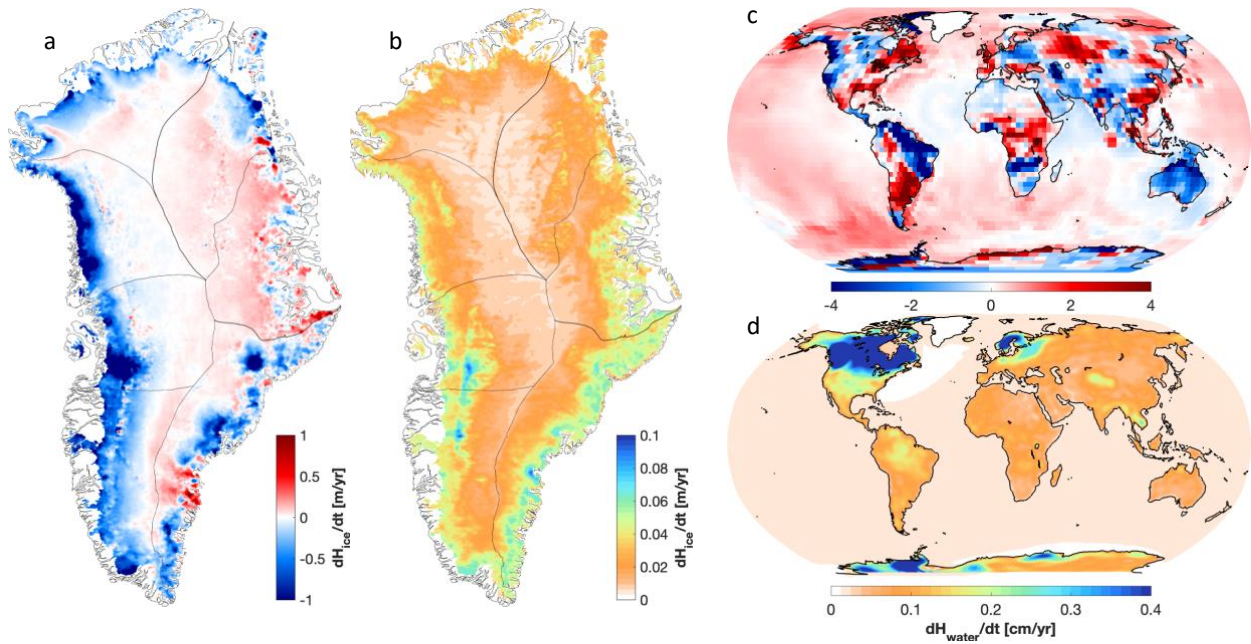 a
b
c
-4 -2 0 2 4
d
1
0.5
0
-0.5
-1
dH_ice/dt [m/yr]
0.1
0.08
0.06
0.04
0.02
0
dH_ice/dt [m/yr]
0 0.1 0.2 0.3 0.4
dH_water/dt [cm/yr]